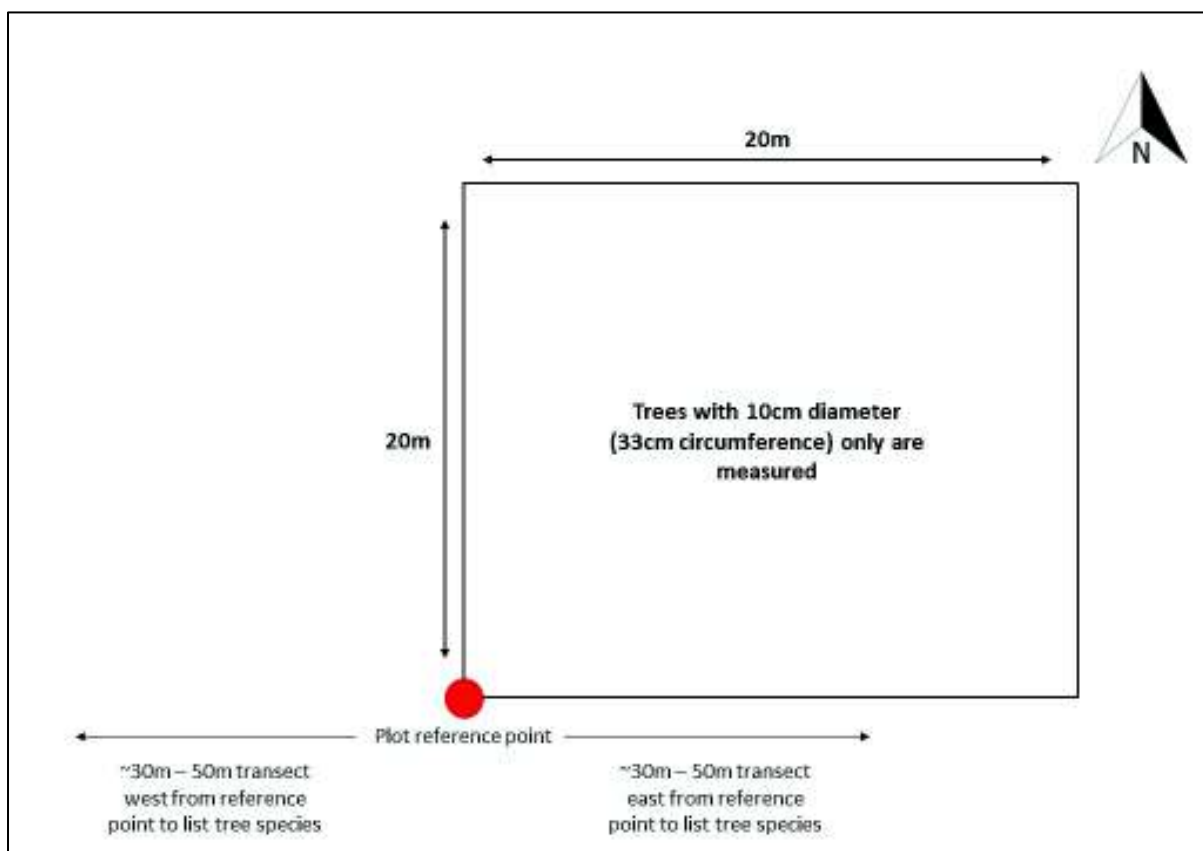 20m
N
20m
Trees with 10cm diameter
(33cm circumference) only are
measured
Plot reference point
~30m – 50m transect
west from reference
point to list tree species
~30m – 50m transect
east from reference
point to list tree species